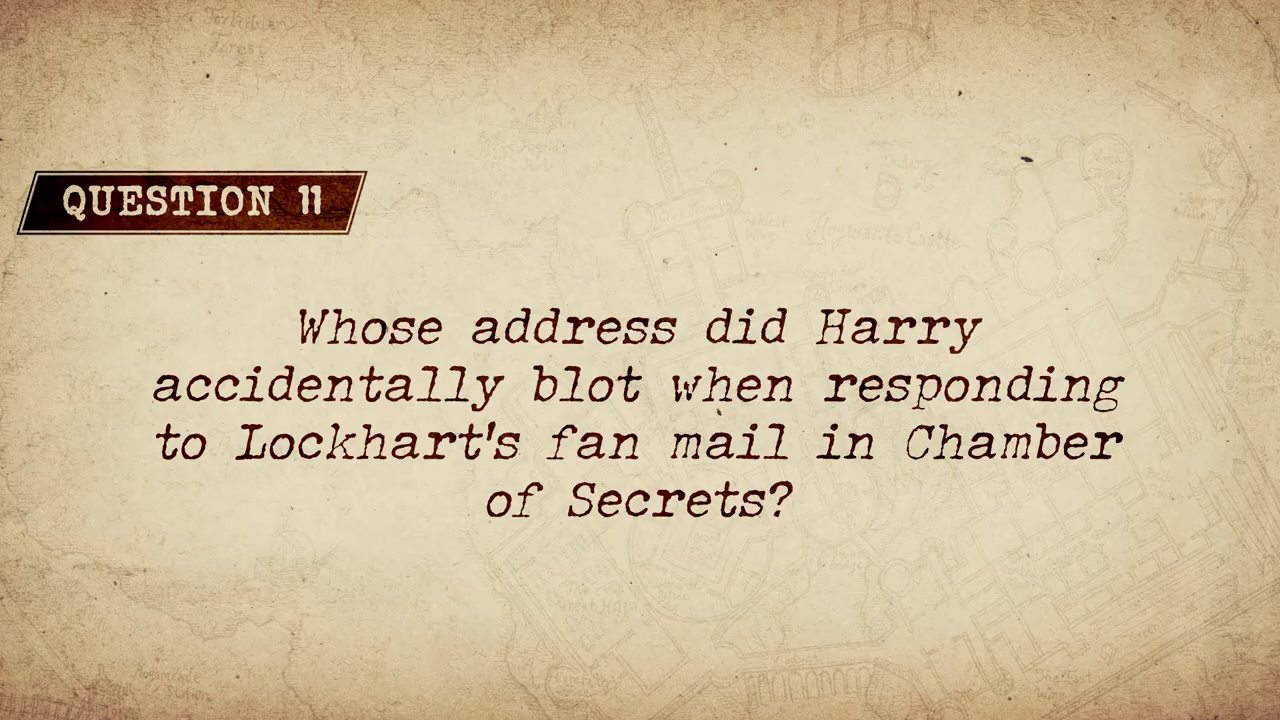 QUESTION 11
Whose address did Harry
accidentally blot when responding
to Lockhart's fan mail in Chamber
of Secrets?